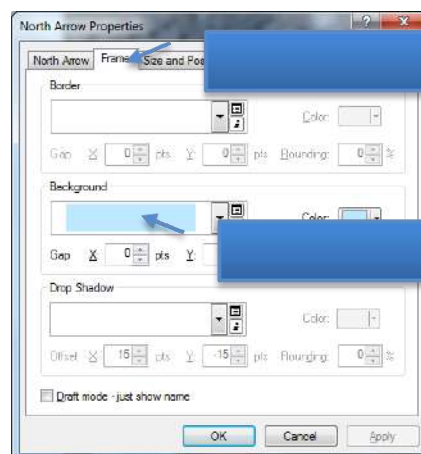 North Arrow Properties
North Arrow Frame Size and Pos
Border
Color:
Gap X: 0 pts Y: 0 pts Rounding: 0 %
Background
Color:
Gap X: 0 pts Y:
Drop Shadow
Color:
Offset X: 15 pts Y: -15 pts Rounding: 0 %
Draft mode - just show name
OK Cancel Apply